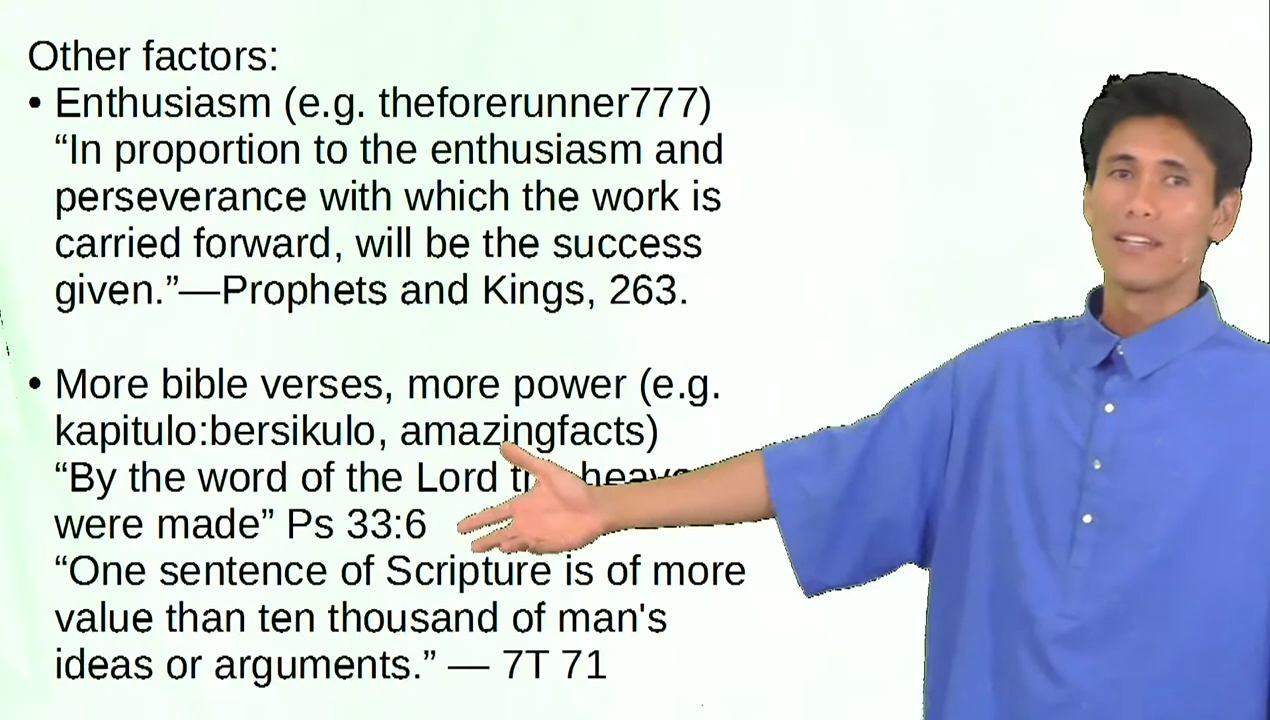 Other factors:
• Enthusiasm (e.g. theforerunner777)
“In proportion to the enthusiasm and
perseverance with which the work is
carried forward, will be the success
given.”—Prophets and Kings, 263.
• More bible verses, more power (e.g.
kapitulo:bersikulo, amazingfacts)
“By the word of the Lord
were made” Ps 33:6
“One sentence of Scripture is of more
value than ten thousand of man's
ideas or arguments.” — 7T 71